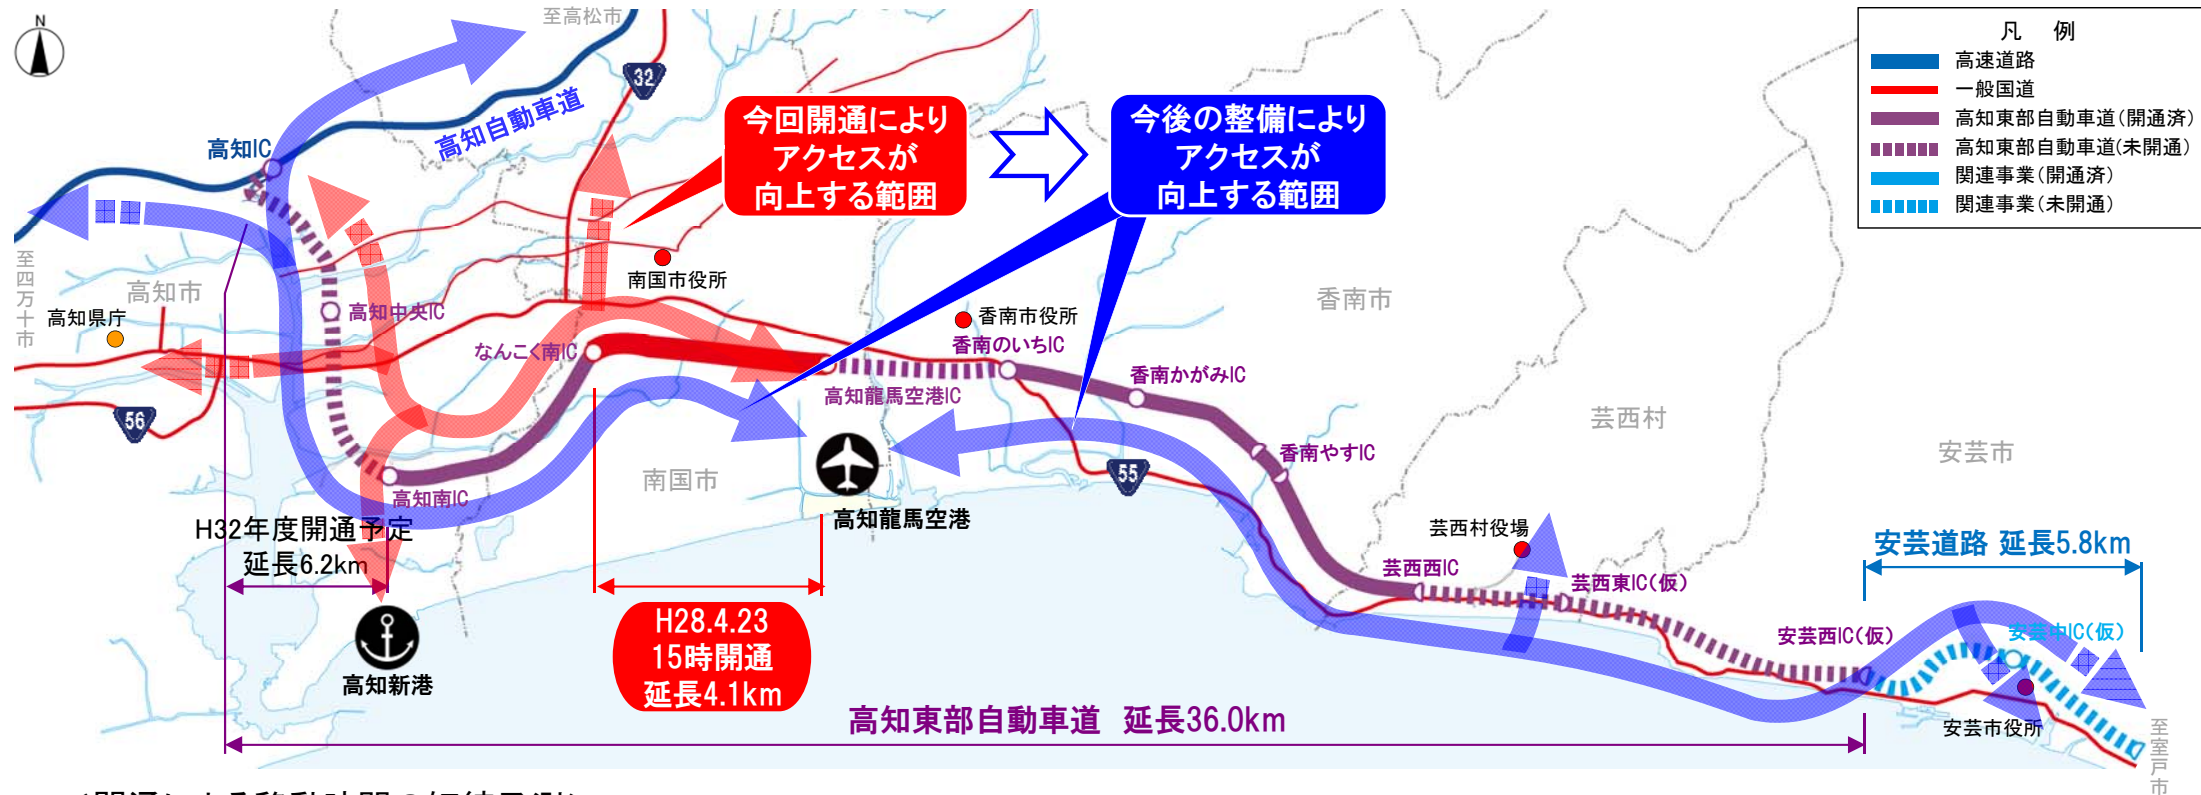 N
至高松市
32
高知自動車道
高知IC
今回開通により
アクセスが
向上する範囲
今後の整備により
アクセスが
向上する範囲
凡 例
高速道路
一般国道
高知東部自動車道(開通済)
高知東部自動車道(未開通)
関連事業(開通済)
関連事業(未開通)
至四万十市
高知市
高知県庁
高知中央IC
南国市役所
なんこく南IC
香南市役所
香南のいちIC
香南市
高知龍馬空港IC
香南かがみIC
芸西村
安芸市
56
香南やすIC
55
高知南IC
南国市
高知龍馬空港
H32年度開通予定
延長6.2km
芸西村役場
芸西西IC
芸西東IC(仮)
安芸道路 延長5.8km
H28.4.23
15時開通
延長4.1km
高知新港
安芸西IC(仮)
安芸中IC(仮)
高知東部自動車道 延長36.0km
安芸市役所
至室戸市